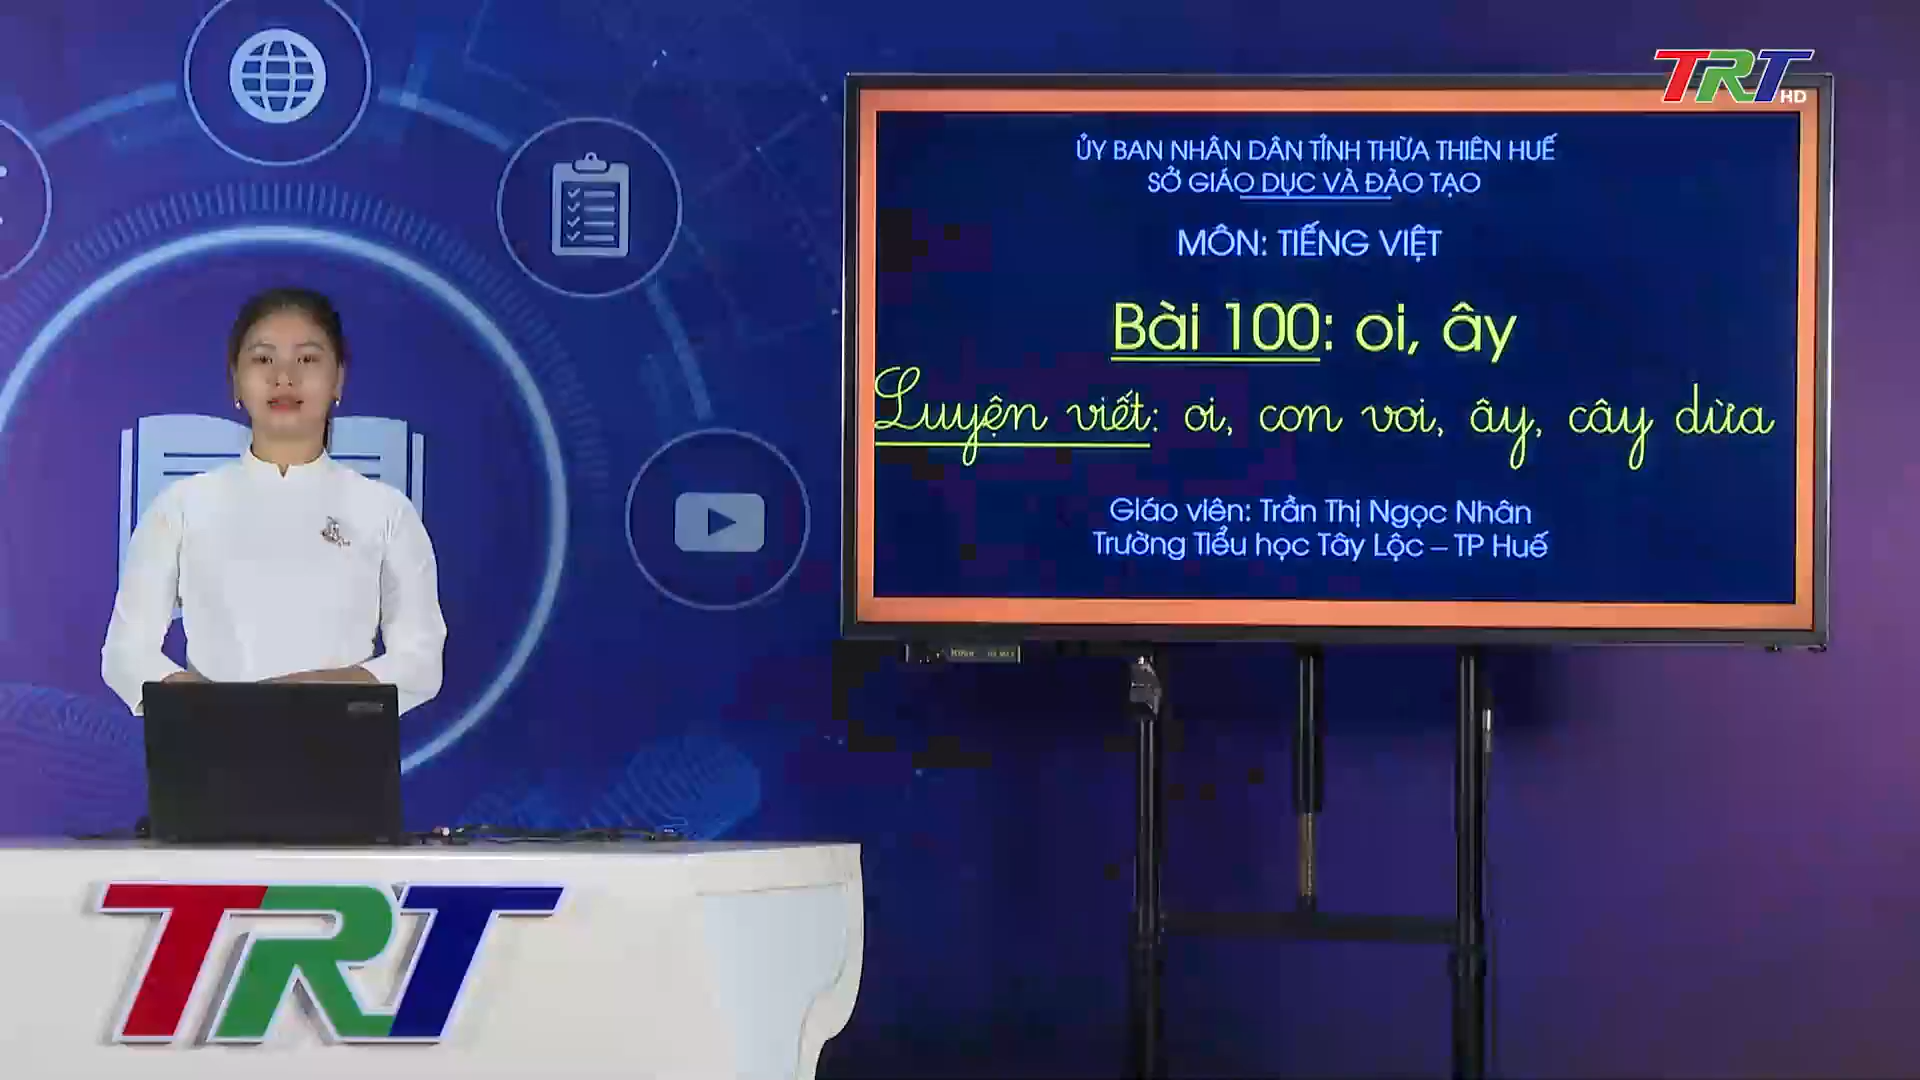 TRT HD
ỦY BAN NHÂN DÂN TỈNH THỪA THIÊN HUẾ
SỞ GIÁO DỤC VÀ ĐÀO TẠO
MÔN: TIẾNG VIỆT
Bài 100: oi, ây
Luyện viết: oi, con voi, ây, cây dừa
Giáo viên: Trần Thị Ngọc Nhân
Trường Tiểu học Tây Lộc – TP Huế
TRT